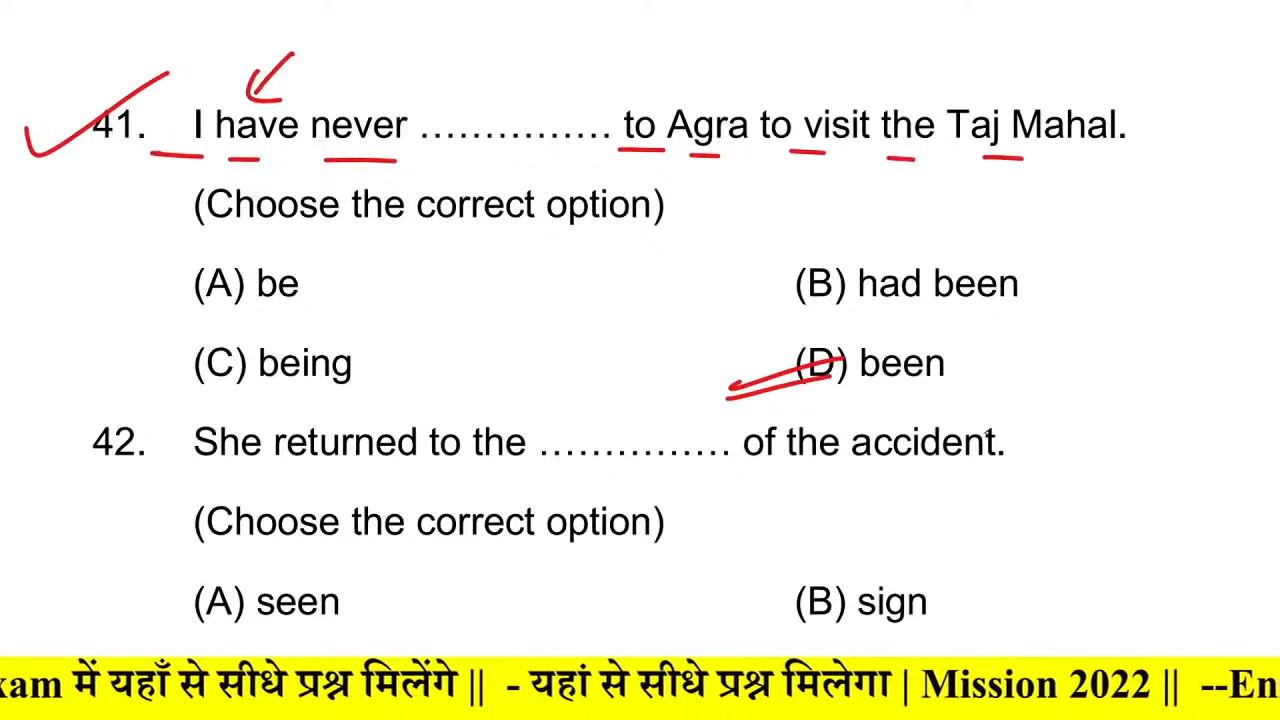 41. I have never …………… to Agra to visit the Taj Mahal.
(Choose the correct option)
(A) be (B) had been
(C) being (D) been
42. She returned to the …………… of the accident.
(Choose the correct option)
(A) seen (B) sign
xam में यहाँ से सीधे प्रश्न मिलेंगे || - यहां से सीधे प्रश्न मिलेगा | Mission 2022 || --En